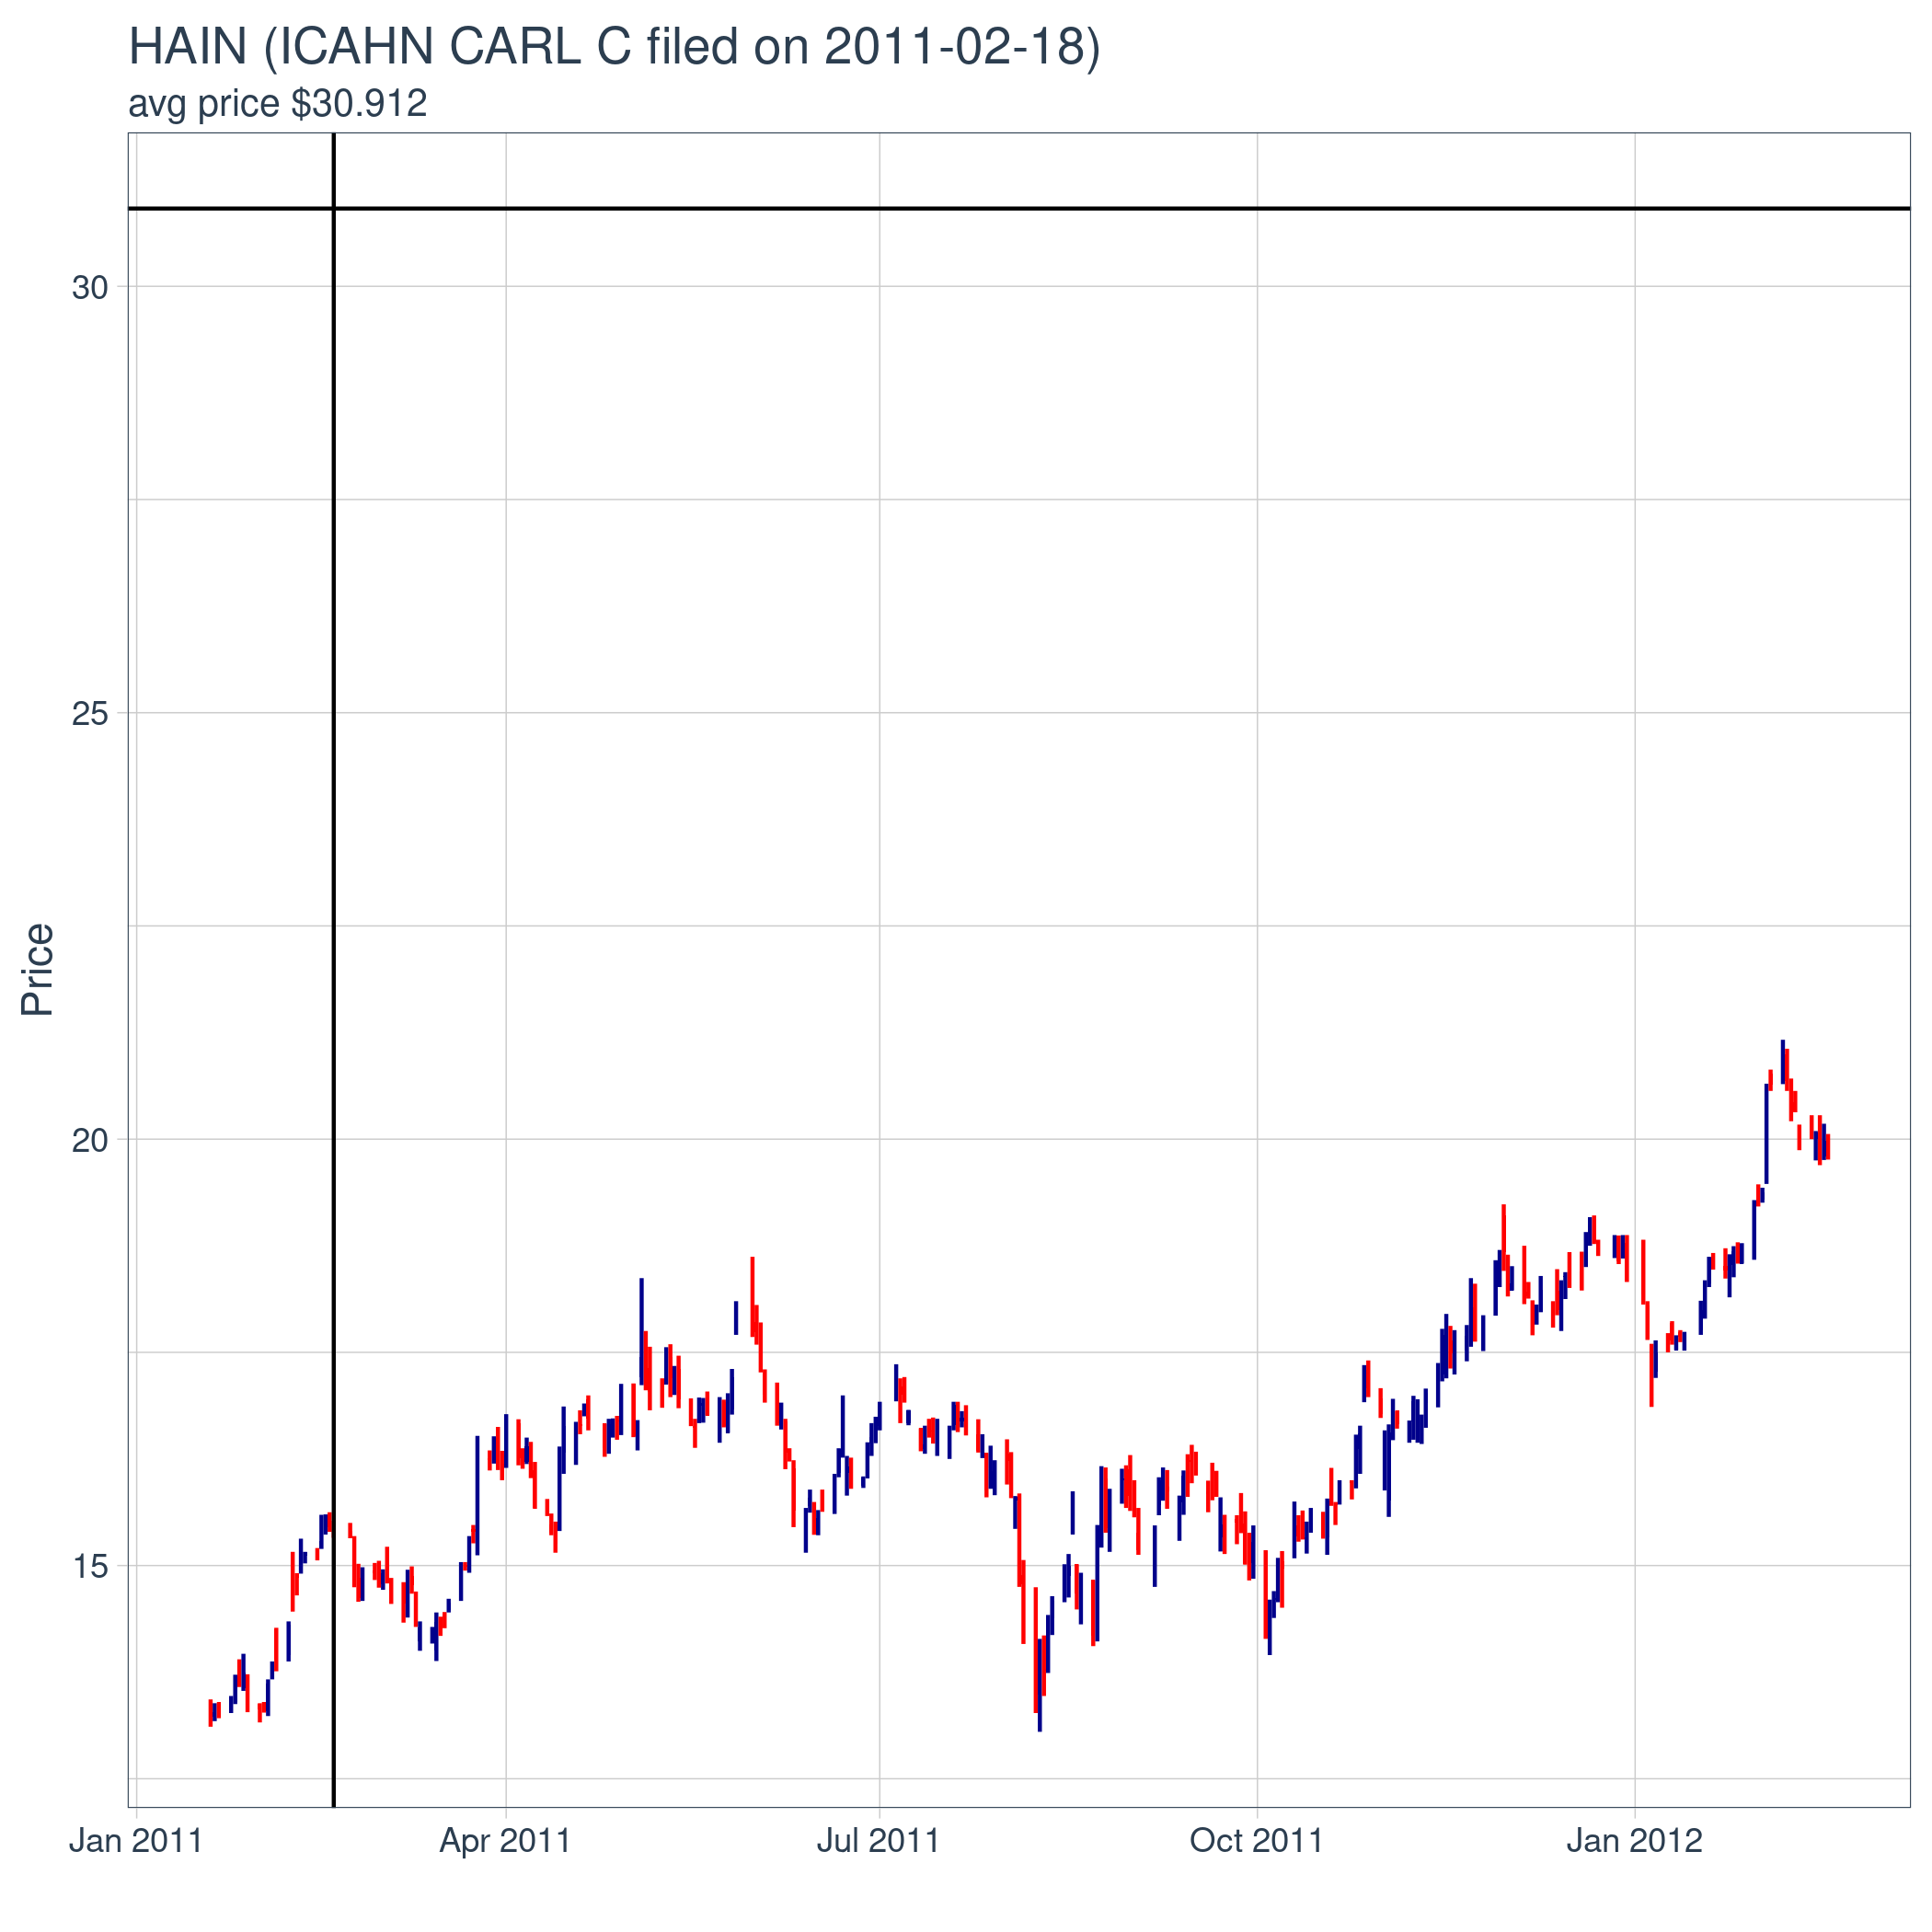 HAIN (ICAHN CARL C filed on 2011-02-18)
avg price $30.912
30
25
20
15
Price
Jan 2011 Apr 2011 Jul 2011 Oct 2011 Jan 2012